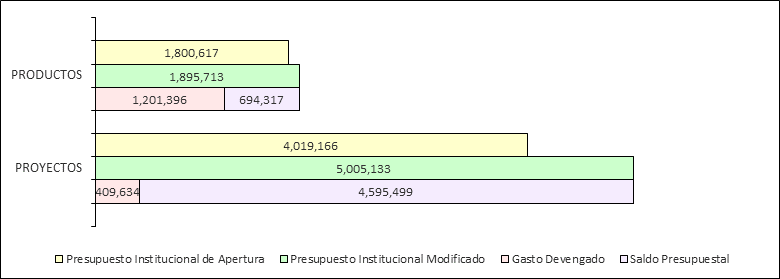 1,800,617
PRODUCTOS
1,895,713
1,201,396 694,317
4,019,166
PROYECTOS
5,005,133
409,634 4,595,499
Presupuesto Institucional de Apertura Presupuesto Institucional Modificado Gasto Devengado Saldo Presupuestal